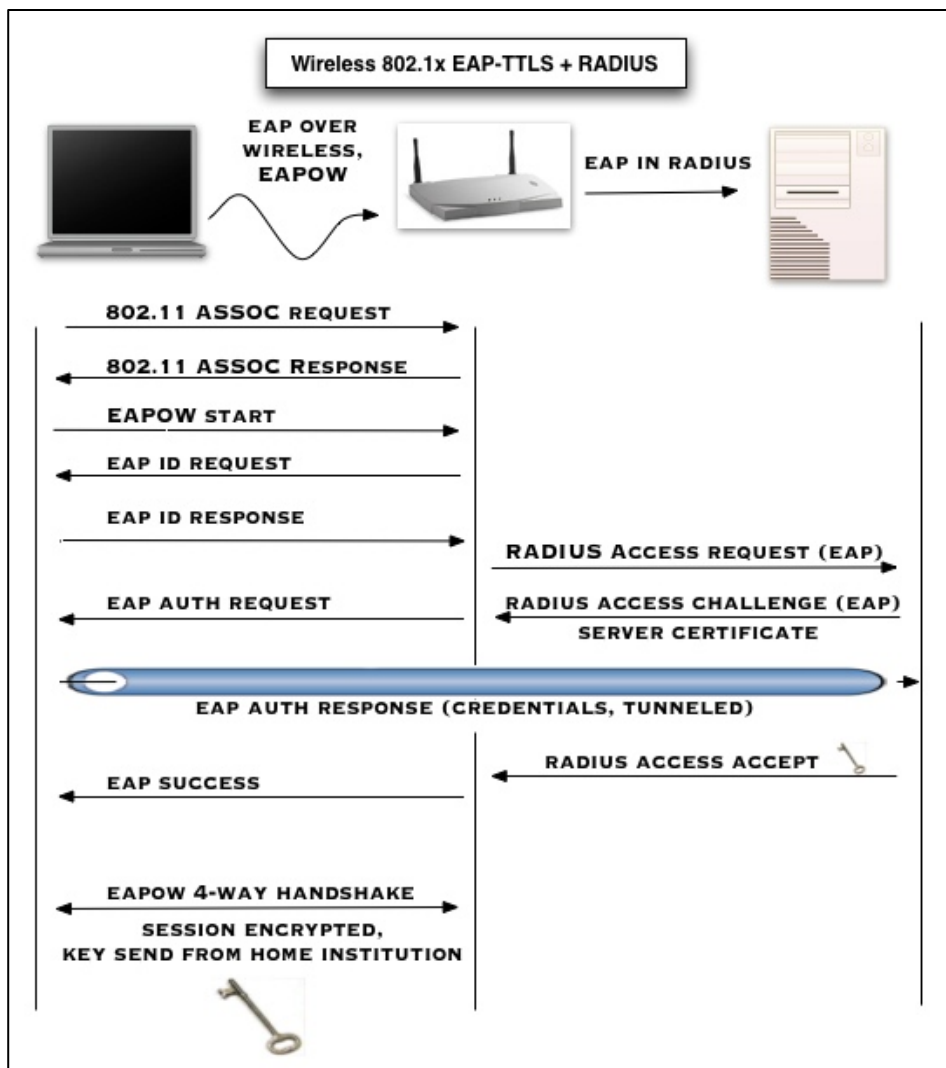 Wireless 802.1x EAP-TTLS + RADIUS
EAP OVER
WIRELESS,
EAPOW
EAP IN RADIUS
802.11 ASSOC REQUEST
802.11 ASSOC RESPONSE
EAPOW START
EAP ID REQUEST
EAP ID RESPONSE
RADIUS ACCESS REQUEST (EAP)
EAP AUTH REQUEST
RADIUS ACCESS CHALLENGE (EAP)
SERVER CERTIFICATE
EAP AUTH RESPONSE (CREDENTIALS, TUNNELED)
RADIUS ACCESS ACCEPT
EAP SUCCESS
EAPOW 4-WAY HANDSHAKE
SESSION ENCRYPTED,
KEY SEND FROM HOME INSTITUTION